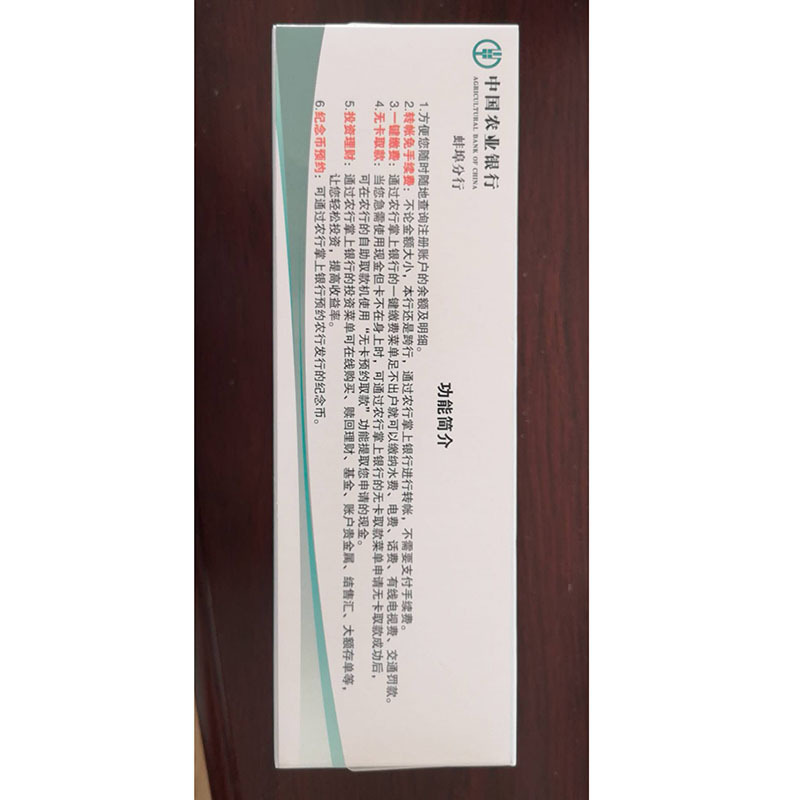 中国农业银行
AGRICULTURAL BANK OF CHINA
蚌埠分行
功能简介
1.方便您随时随地查询注册账户的余额及明细。
2.转帐免手续费：不论金额大小，本行还是跨行，通过农行掌上银行进行转帐，不需要支付手续费。
3.一键缴费：通过农行掌上银行的一键缴费菜单足不出户就可以缴纳水费、电费、话费、有线电视费、交通罚款。
4.无卡取款：当您急需使用现金但卡不在身上时，可通过农行掌上银行的无卡取款菜单申请无卡取款成功后，
可在农行的自助取款机使用“无卡预约取款”功能提取您申请的现金。
5.投资理财：通过农行掌上银行的投资菜单可在线购买、赎回理财、基金、账户贵金属、结售汇、大额存单等，
让您轻松投资，提高收益率。
6.纪念币预约：可通过农行掌上银行预约农行发行的纪念币。